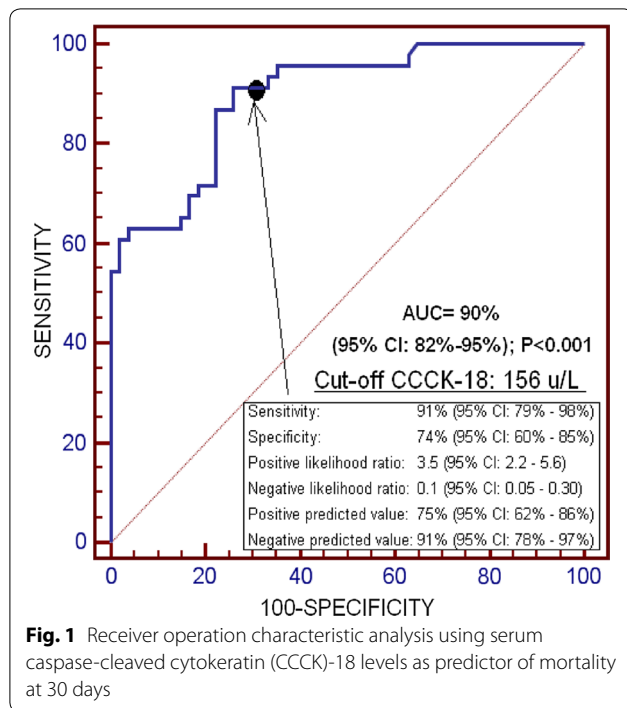 100
80
60
40
20
0
SENSITIVITY
AUC= 90%
(95% CI: 82%-95%); P<0.001
Cut-off CCCK-18: 156 u/L
Sensitivity: 91% (95% CI: 79% - 98%)
Specificity: 74% (95% CI: 60% - 85%)
Positive likelihood ratio: 3.5 (95% CI: 2.2 - 5.6)
Negative likelihood ratio: 0.1 (95% CI: 0.05 - 0.30)
Positive predicted value: 75% (95% CI: 62% - 86%)
Negative predicted value: 91% (95% CI: 78% - 97%)
0 20 40 60 80 100
100-SPECIFICITY
Fig. 1 Receiver operation characteristic analysis using serum
caspase-cleaved cytokeratin (CCCK)-18 levels as predictor of mortality
at 30 days